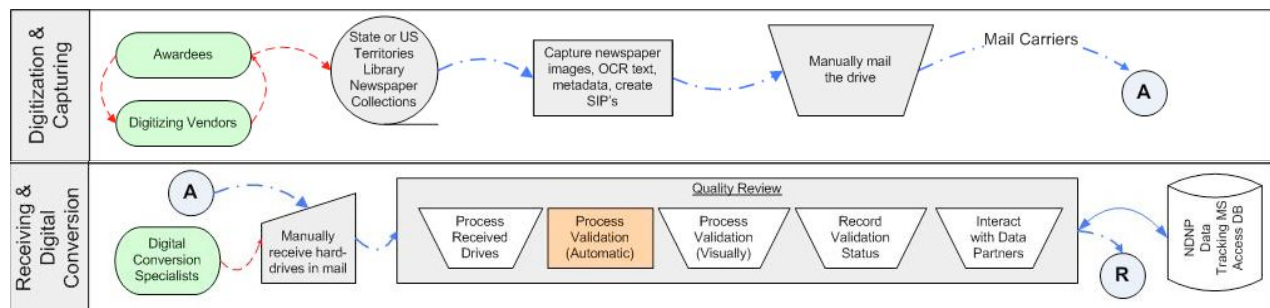 Digitization &
Capturing
Awardees
Digitizing Vendors
State or US
Territories
Library
Newspaper
Collections
Capture newspaper
images, OCR text,
metadata, create
SIP's
Manually mail
the drive
Mail Carriers
A
Receiving &
Digital
Conversion
A
Digital
Conversion
Specialists
Manually
receive hard-
drives in mail
Quality Review
Process
Received
Drives
Process
Validation
(Automatic)
Process
Validation
(Visually)
Record
Validation
Status
Interact
with Data
Partners
R
NDNP
Data
Tracking MS
Access DB